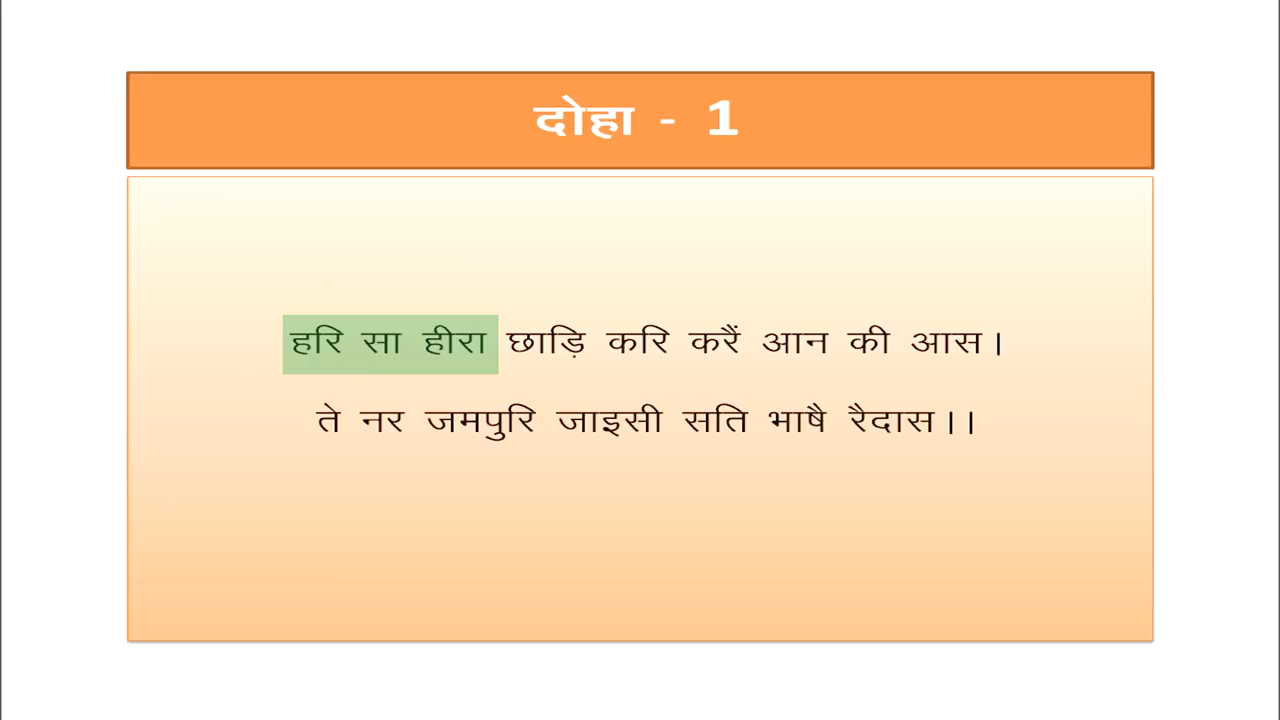 दोहा - 1
हरि सा हीरा छाड़ि करि करैं आन की आस।
ते नर जमपुरि जाइसी सति भाषै रैदास।।